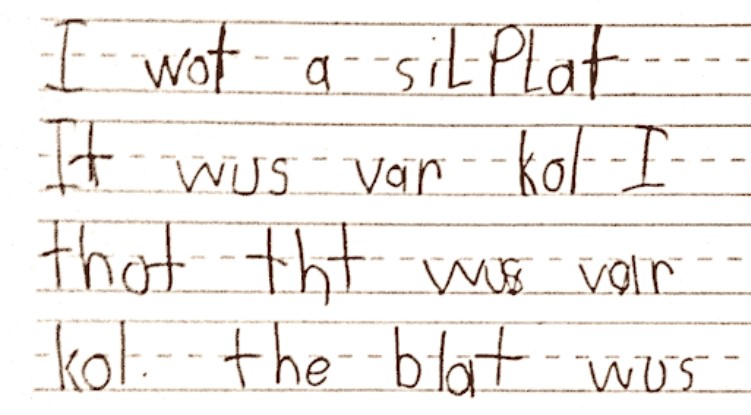 I wot a siLPLat
It wus var kol I
thot tht wus var
kol. the blat wus